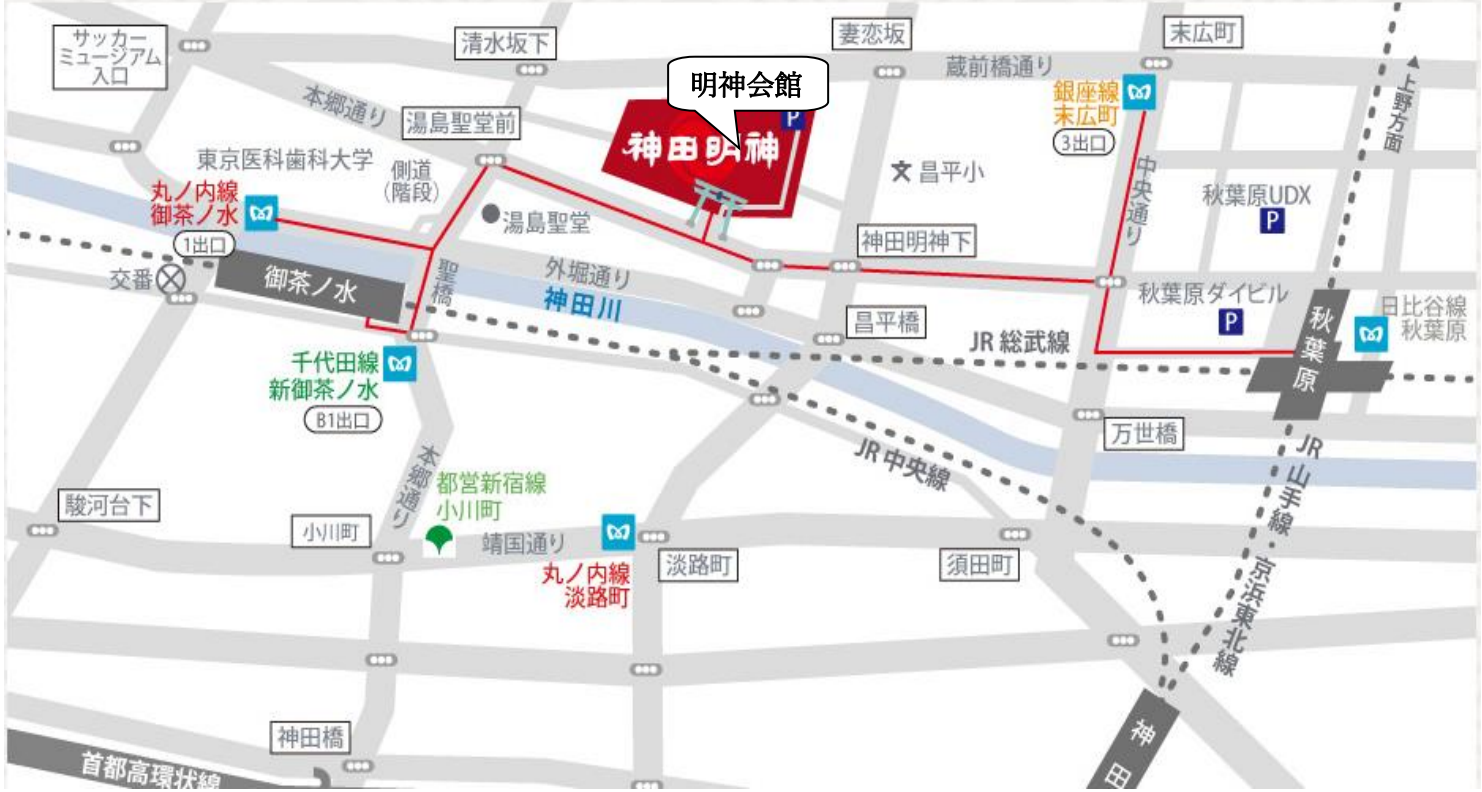 サッカー
ミュージアム
入口
清水坂下
妻恋坂
末広町
蔵前橋通り
明神会館
P
神田明神
銀座線
末広町
3出口
上野方面
本郷通り
湯島聖堂前
東京医科歯科大学
側道
(階段)
文 昌平小
中央通り
秋葉原UDX
P
丸ノ内線
御茶ノ水
1出口
湯島聖堂
神田明神下
交番
御茶ノ水
聖橋
外堀通り
神田川
昌平橋
秋葉原ダイビル
P
秋葉原
日比谷線
秋葉原
JR 総武線
千代田線
新御茶ノ水
B1出口
万世橋
JR 中央線
JR 山手線・京浜東北線
本郷通り
都営新宿線
小川町
駿河台下
小川町
靖国通り
丸ノ内線
淡路町
淡路町
須田町
神田橋
首都高環状線
神田